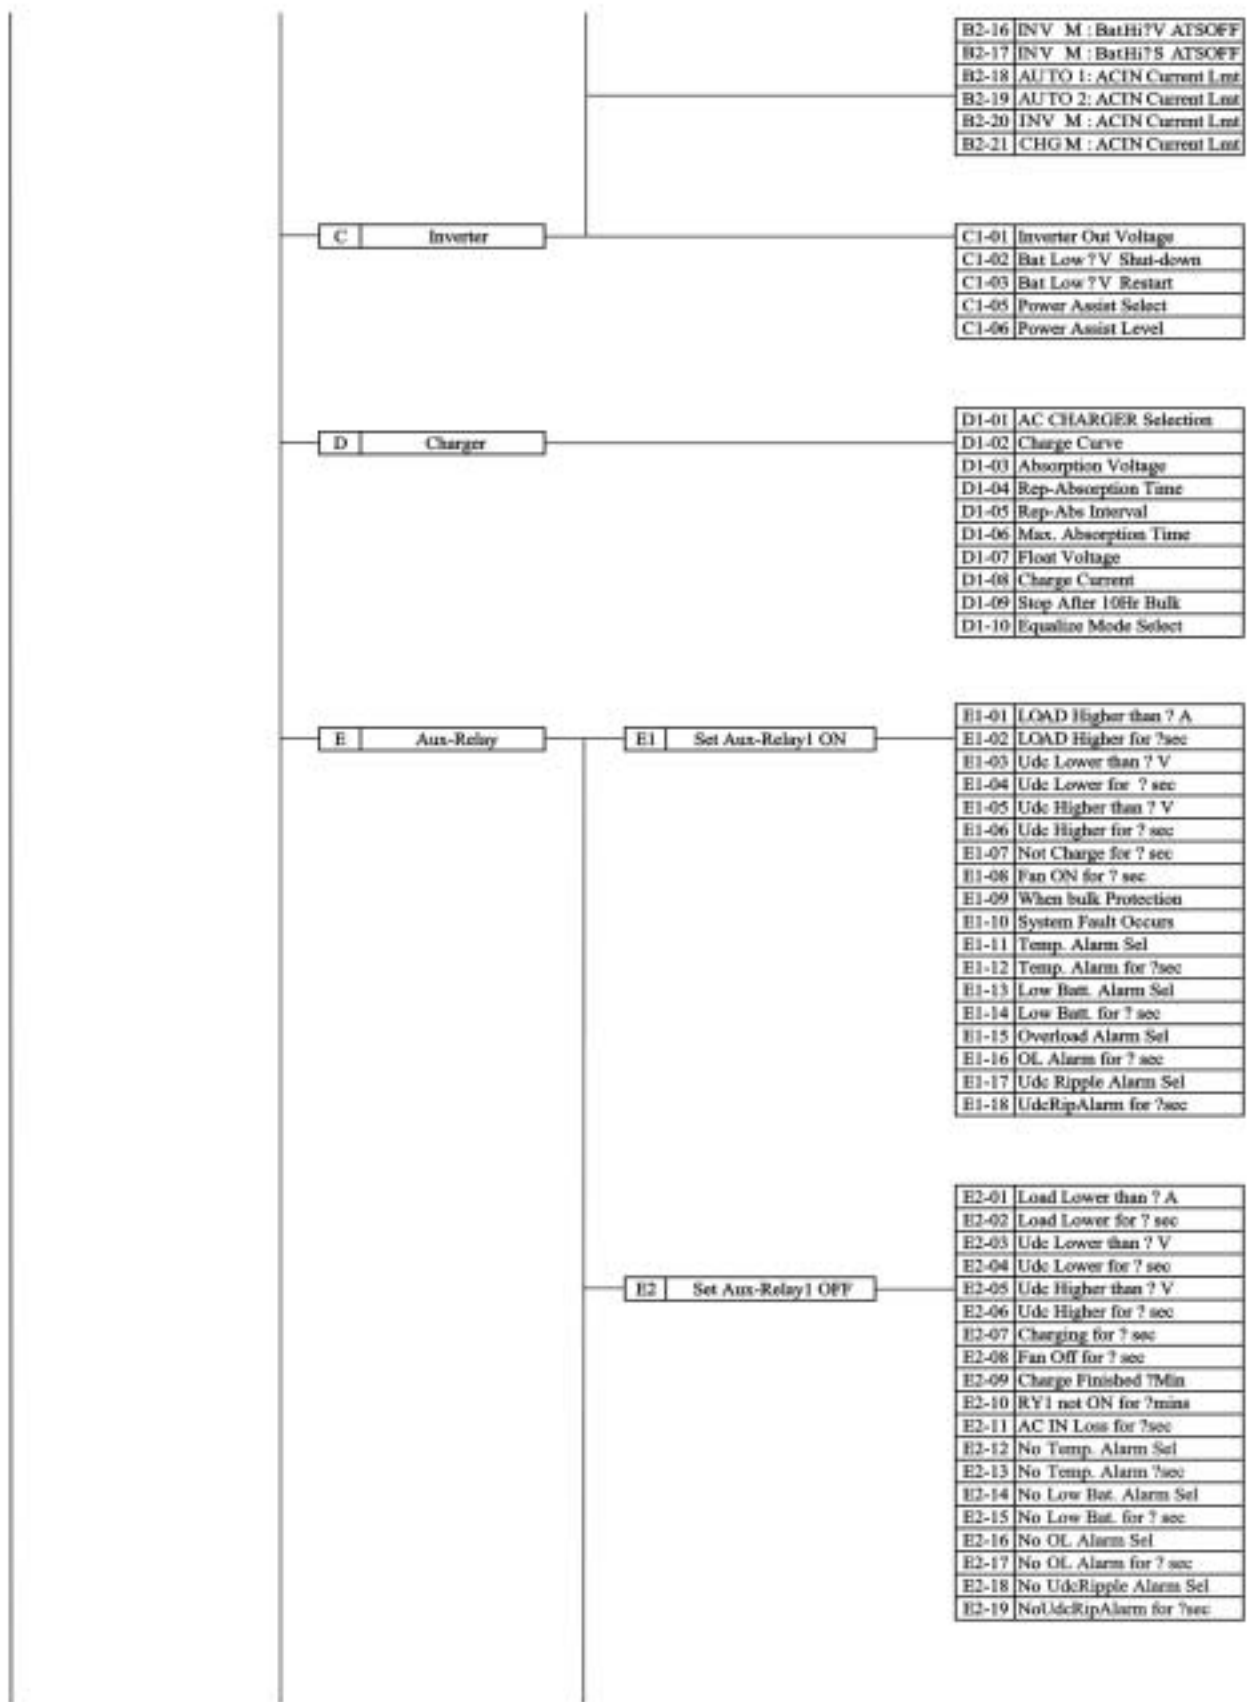 B2-16 INV M : BatHi?V ATSOFF
B2-17 INV M : BatHi?S ATSOFF
B2-18 AUTO 1: ACIN Current Lmt
B2-19 AUTO 2: ACIN Current Lmt
B2-20 INV M : ACIN Current Lmt
B2-21 CHG M : ACIN Current Lmt
C Inverter
C1-01 Inverter Out Voltage
C1-02 Bat Low ? V Shut-down
C1-03 Bat Low ? V Restart
C1-05 Power Assist Select
C1-06 Power Assist Level
D Charger
D1-01 AC CHARGER Selection
D1-02 Charge Curve
D1-03 Absorption Voltage
D1-04 Rep-Absorption Time
D1-05 Rep-Abs Interval
D1-06 Max. Absorption Time
D1-07 Float Voltage
D1-08 Charge Current
D1-09 Stop After 10Hr Bulk
D1-10 Equalize Mode Select
E Aux-Relay
E1 Set Aux-Relay1 ON
E1-01 LOAD Higher than ? A
E1-02 LOAD Higher for ?sec
E1-03 Udc Lower than ? V
E1-04 Udc Lower for ? sec
E1-05 Udc Higher than ? V
E1-06 Udc Higher for ? sec
E1-07 Not Charge for ? sec
E1-08 Fan ON for ? sec
E1-09 When bulk Protection
E1-10 System Fault Occurs
E1-11 Temp. Alarm Sel
E1-12 Temp. Alarm for ?sec
E1-13 Low Batt. Alarm Sel
E1-14 Low Batt. for ? sec
E1-15 Overload Alarm Sel
E1-16 OL Alarm for ? sec
E1-17 Udc Ripple Alarm Sel
E1-18 UdcRipAlarm for ?sec
E2 Set Aux-Relay1 OFF
E2-01 Load Lower than ? A
E2-02 Load Lower for ? sec
E2-03 Udc Lower than ? V
E2-04 Udc Lower for ? sec
E2-05 Udc Higher than ? V
E2-06 Udc Higher for ? sec
E2-07 Charging for ? sec
E2-08 Fan Off for ? sec
E2-09 Charge Finished ?Min
E2-10 RY1 not ON for ?mins
E2-11 AC IN Loss for ?sec
E2-12 No Temp. Alarm Sel
E2-13 No Temp. Alarm ?sec
E2-14 No Low Bat. Alarm Sel
E2-15 No Low Bat. for ? sec
E2-16 No OL Alarm Sel
E2-17 No OL Alarm for ? sec
E2-18 No UdcRipple Alarm Sel
E2-19 NoUdcRipAlarm for ?sec